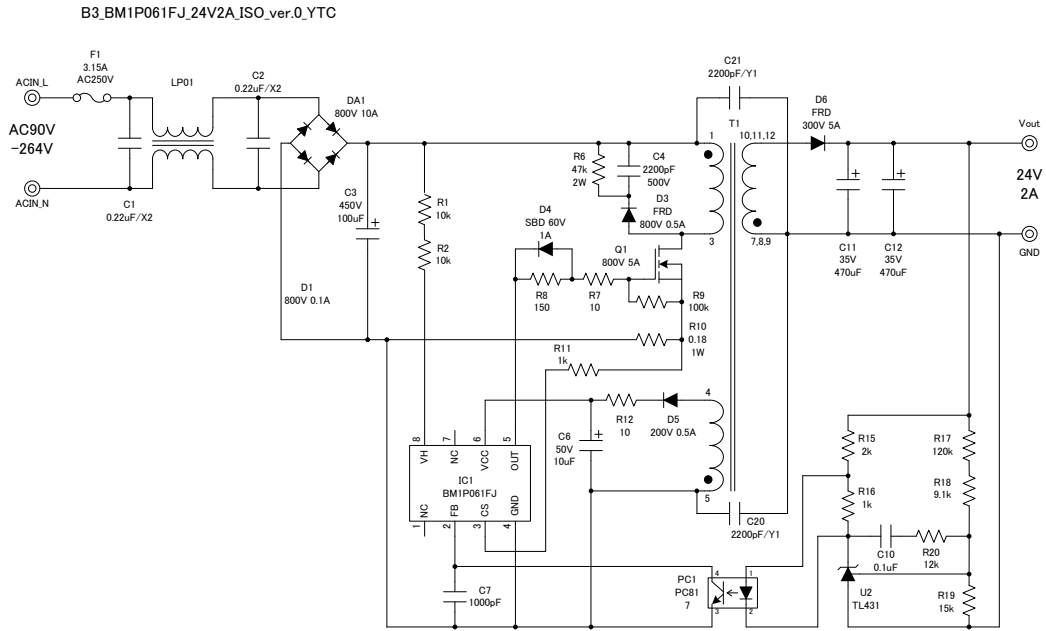 B3_BM1P061FJ_24V2A_ISO_ver.0_YTC
F1
3.15A
AC250V
ACIN_L
LP01
C2
0.22uF/X2
DA1
800V 10A
AC90V
-264V
ACIN_N
C1
0.22uF/X2
C3
450V
100uF
R1
10k
R2
10k
D1
800V 0.1A
D4
SBD 60V
1A
R8
150
R7
10
R6
47k
2W
C4
2200pF
500V
D3
FRD
800V 0.5A
Q1
800V 5A
R9
100k
R10
0.18
1W
R11
1k
C21
2200pF/Y1
T1
1
10,11,12
3
7,8,9
D6
FRD
300V 5A
Vout
24V
2A
GND
C11
35V
470uF
C12
35V
470uF
4
R12
10
D5
200V 0.5A
5
C6
50V
10uF
C20
2200pF/Y1
8
7
6
5
VH
NC
VCC
OUT
IC1
BM1P061FJ
NC
FB
CS
GND
1
2
3
4
C7
1000pF
PC1
PC81
7
4
1
3
2
R15
2k
R16
1k
R17
120k
R18
9.1k
C10
0.1uF
R20
12k
U2
TL431
R19
15k